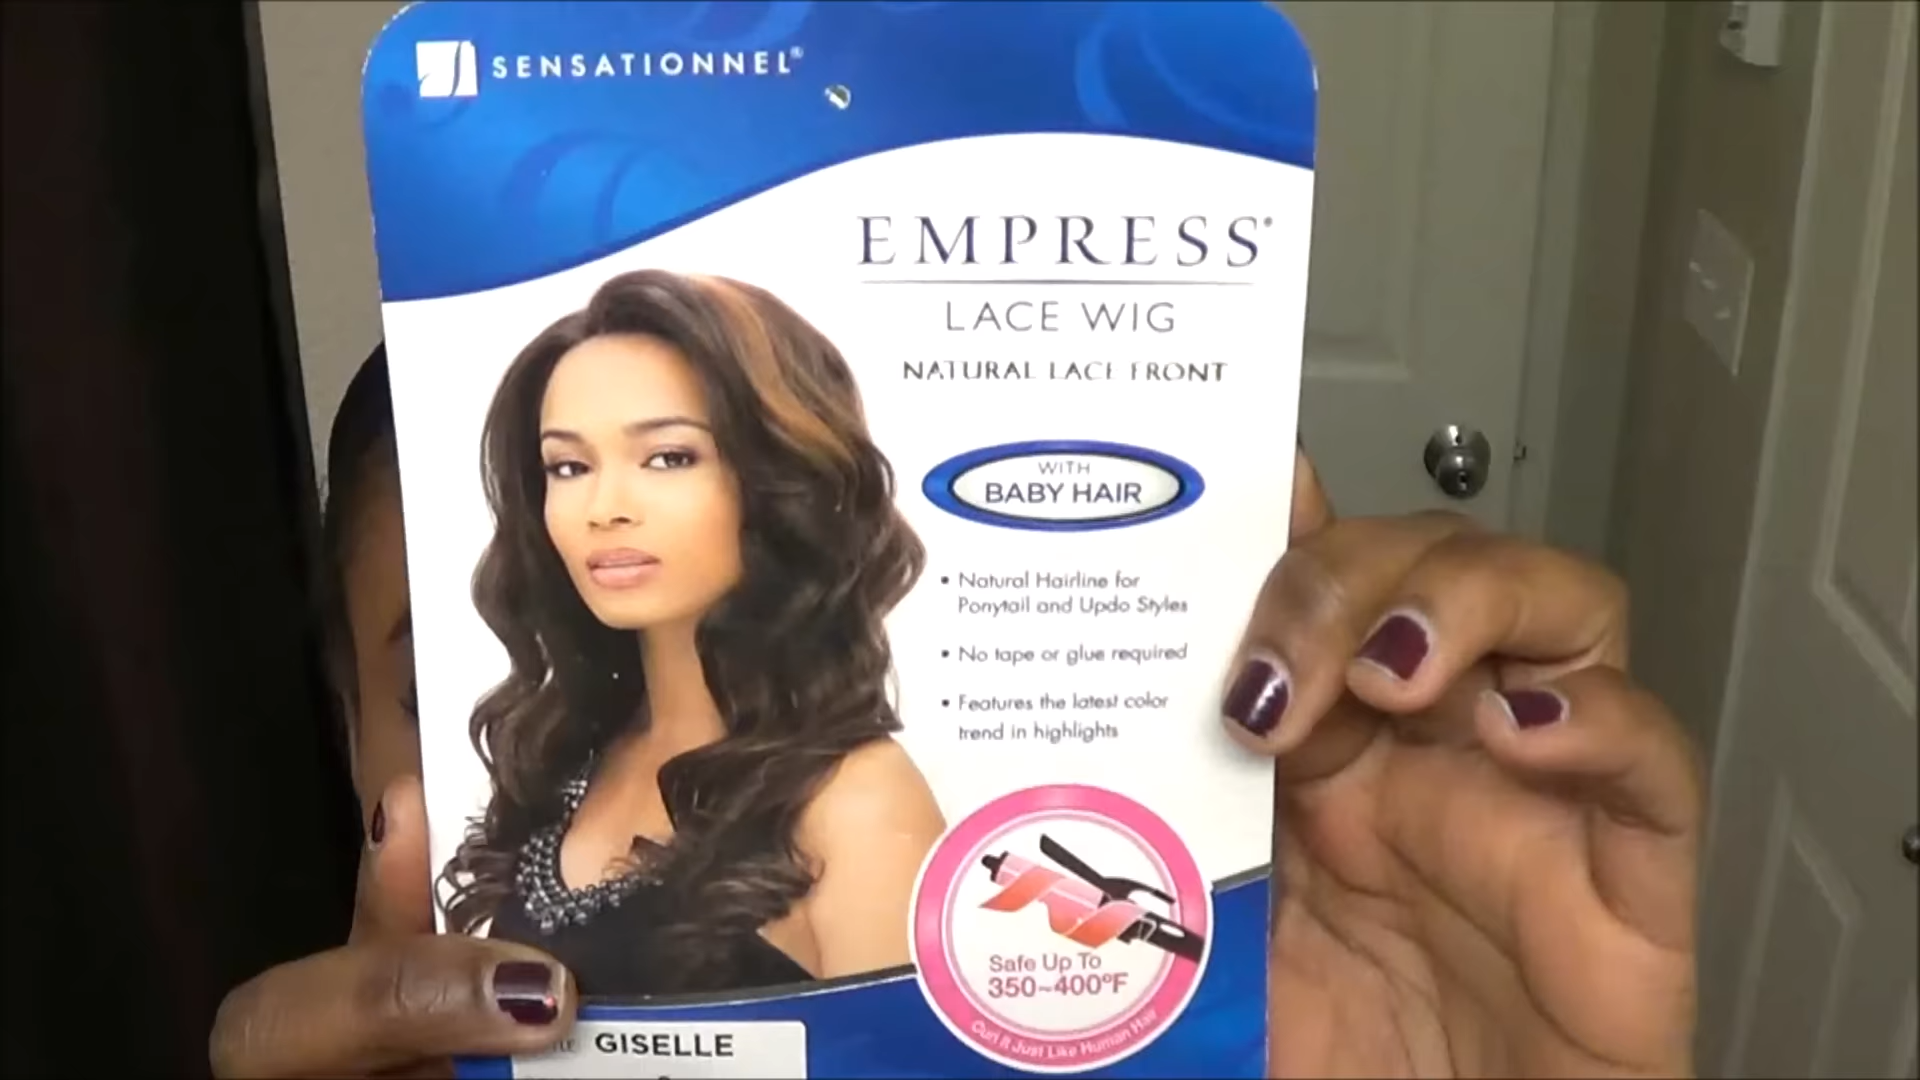 SENSATIONNEL®
EMPRESS®
LACE WIG
NATURAL LACE FRONT
WITH
BABY HAIR
• Natural Hairline for
Ponytail and Updo Styles
• No tape or glue required
• Features the latest color
trend in highlights
Safe Up To
350~400°F
Curl It Just Like Human Hair
GISELLE